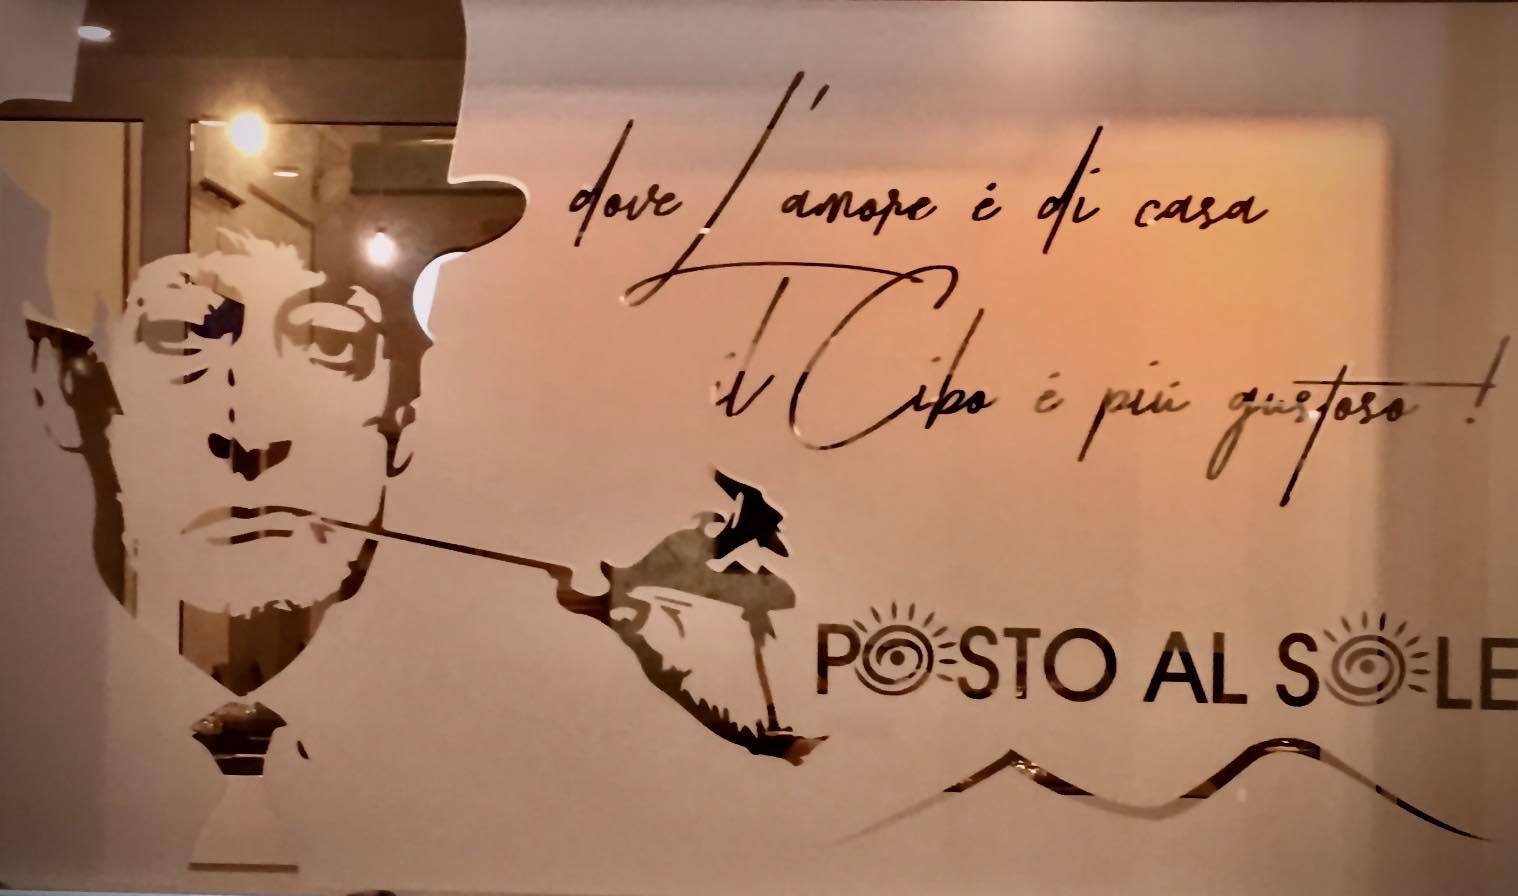 dove L'amore è di casa
il Cibo è più gustoso !
POSTO AL SOLE